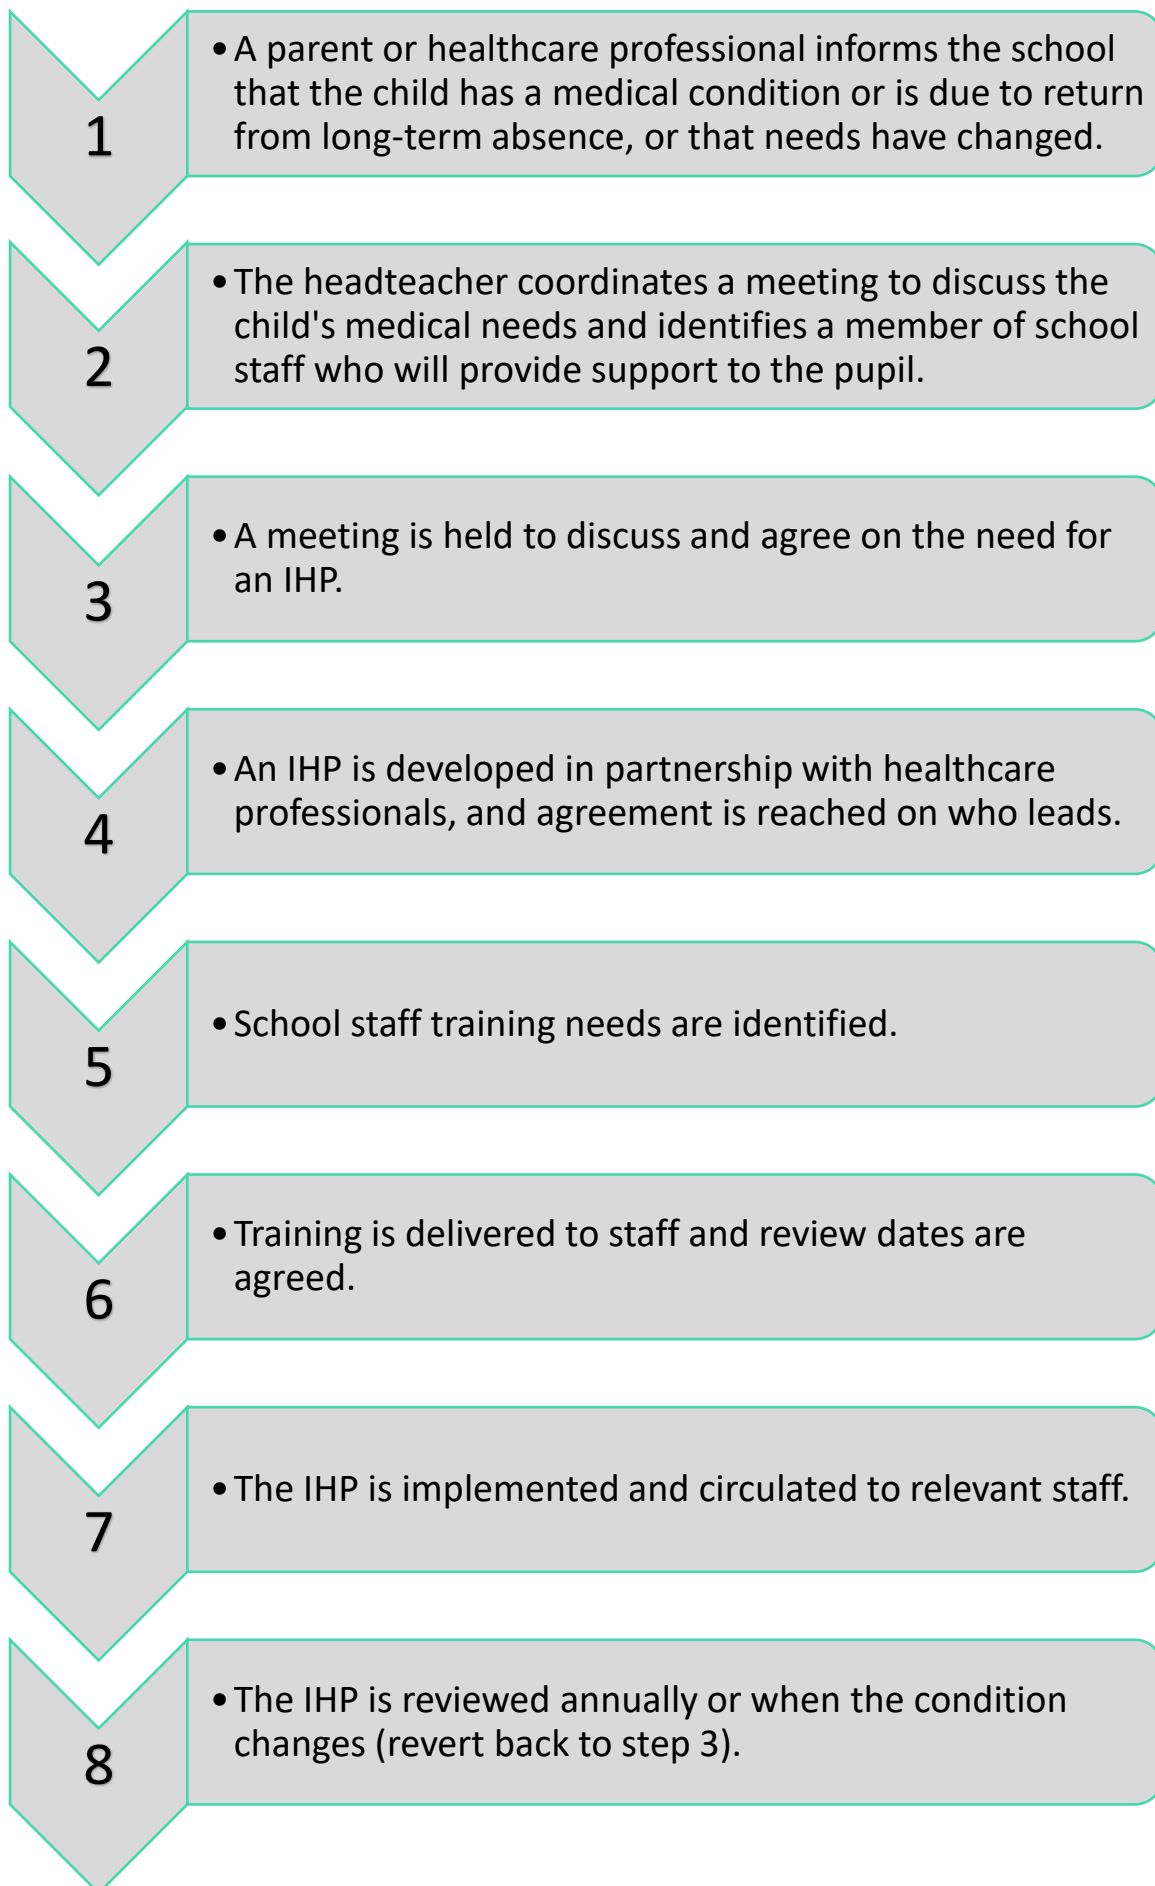 1
• A parent or healthcare professional informs the school
that the child has a medical condition or is due to return
from long-term absence, or that needs have changed.
2
• The headteacher coordinates a meeting to discuss the
child's medical needs and identifies a member of school
staff who will provide support to the pupil.
3
• A meeting is held to discuss and agree on the need for
an IHP.
4
• An IHP is developed in partnership with healthcare
professionals, and agreement is reached on who leads.
5
• School staff training needs are identified.
6
• Training is delivered to staff and review dates are
agreed.
7
• The IHP is implemented and circulated to relevant staff.
8
• The IHP is reviewed annually or when the condition
changes (revert back to step 3).